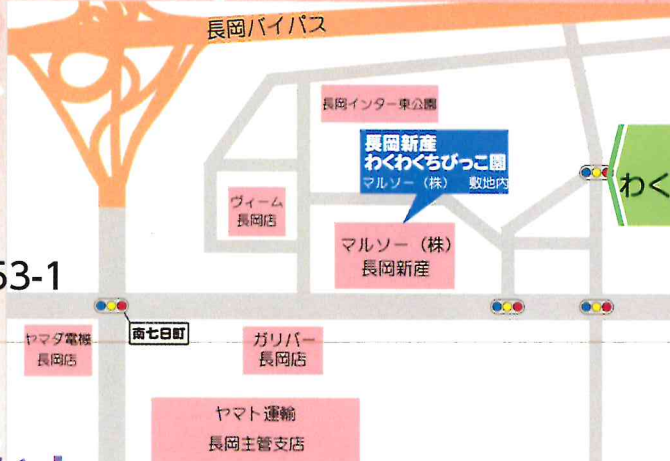 長岡バイパス
長岡インター東公園
長岡新産
わくわくちびっこ園
マルソー（株） 敷地内
わく
ヴィーム
長岡店
マルソー（株）
長岡新産
53-1
南七日町
ヤマダ電機
長岡店
ガリバー
長岡店
ヤマト運輸
長岡主管支店